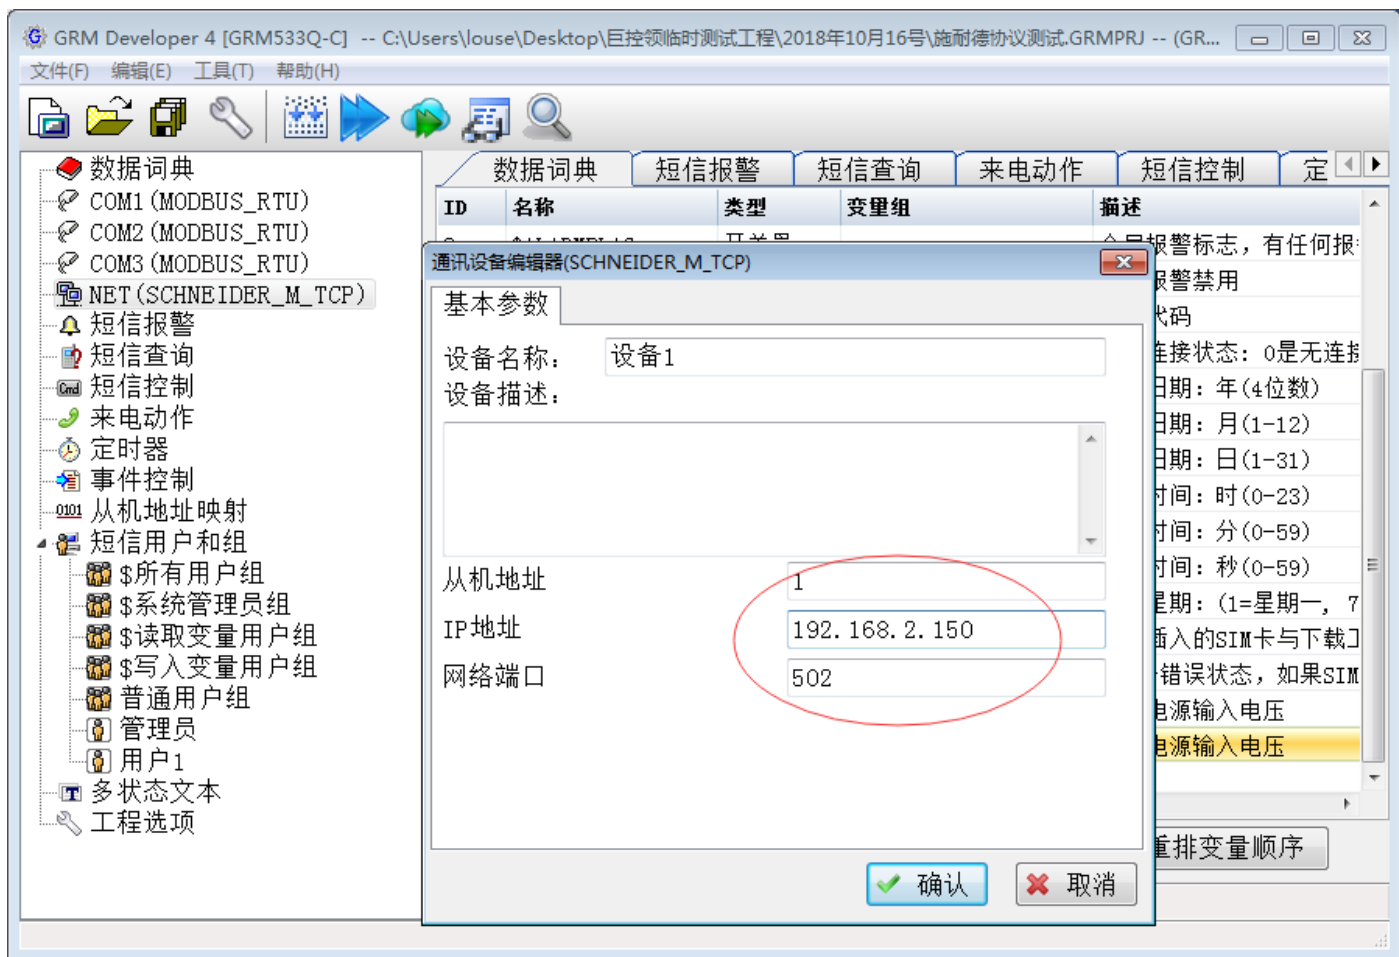 GRM Developer 4 [GRM533Q-C] -- C:\Users\louse\Desktop\巨控领临时测试工程\2018年10月16号\施耐德协议测试.GRMPRJ -- (GR...
文件(F) 编辑(E) 工具(T) 帮助(H)
数据词典
COM1(MODBUS_RTU)
COM2(MODBUS_RTU)
COM3(MODBUS_RTU)
NET(SCHNEIDER_M_TCP)
短信报警
短信查询
Cmd 短信控制
来电动作
定时器
事件控制
0101 从机地址映射
短信用户和组
$所有用户组
$系统管理员组
$读取变量用户组
$写入变量用户组
普通用户组
管理员
用户1
多状态文本
工程选项
数据词典 短信报警 短信查询 来电动作 短信控制 定
ID 名称 类型 变量组 描述
报警标志，有任何报
报警禁用
代码
连接状态：0是无连接
日期：年(4位数)
日期：月(1-12)
日期：日(1-31)
时间：时(0-23)
时间：分(0-59)
时间：秒(0-59)
星期：(1=星期一，7
插入的SIM卡与下载工
错误状态，如果SIM
电源输入电压
电源输入电压
重排变量顺序
通讯设备编辑器(SCHNEIDER_M_TCP)
基本参数
设备名称： 设备1
设备描述：
从机地址 1
IP地址 192.168.2.150
网络端口 502
确认 取消